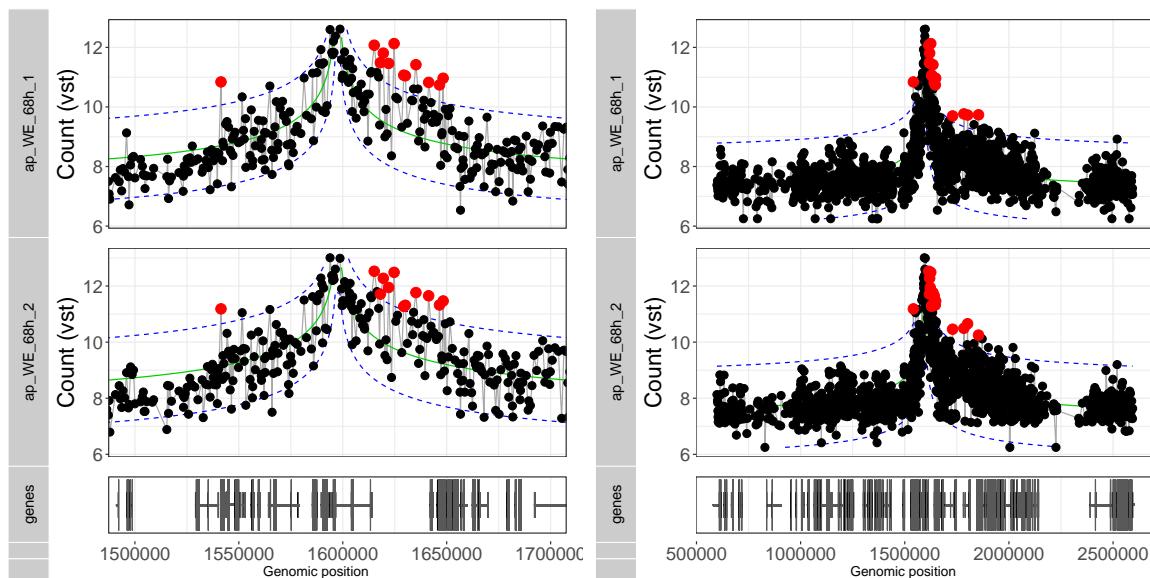 ap_WE_68h_1
Count (vst)
12
10
8
6
ap_WE_68h_2
Count (vst)
12
10
8
6
genes
1500000 1550000 1600000 1650000 1700000
Genomic position
ap_WE_68h_1
Count (vst)
12
10
8
6
ap_WE_68h_2
Count (vst)
12
10
8
6
genes
500000 1000000 1500000 2000000 2500000
Genomic position